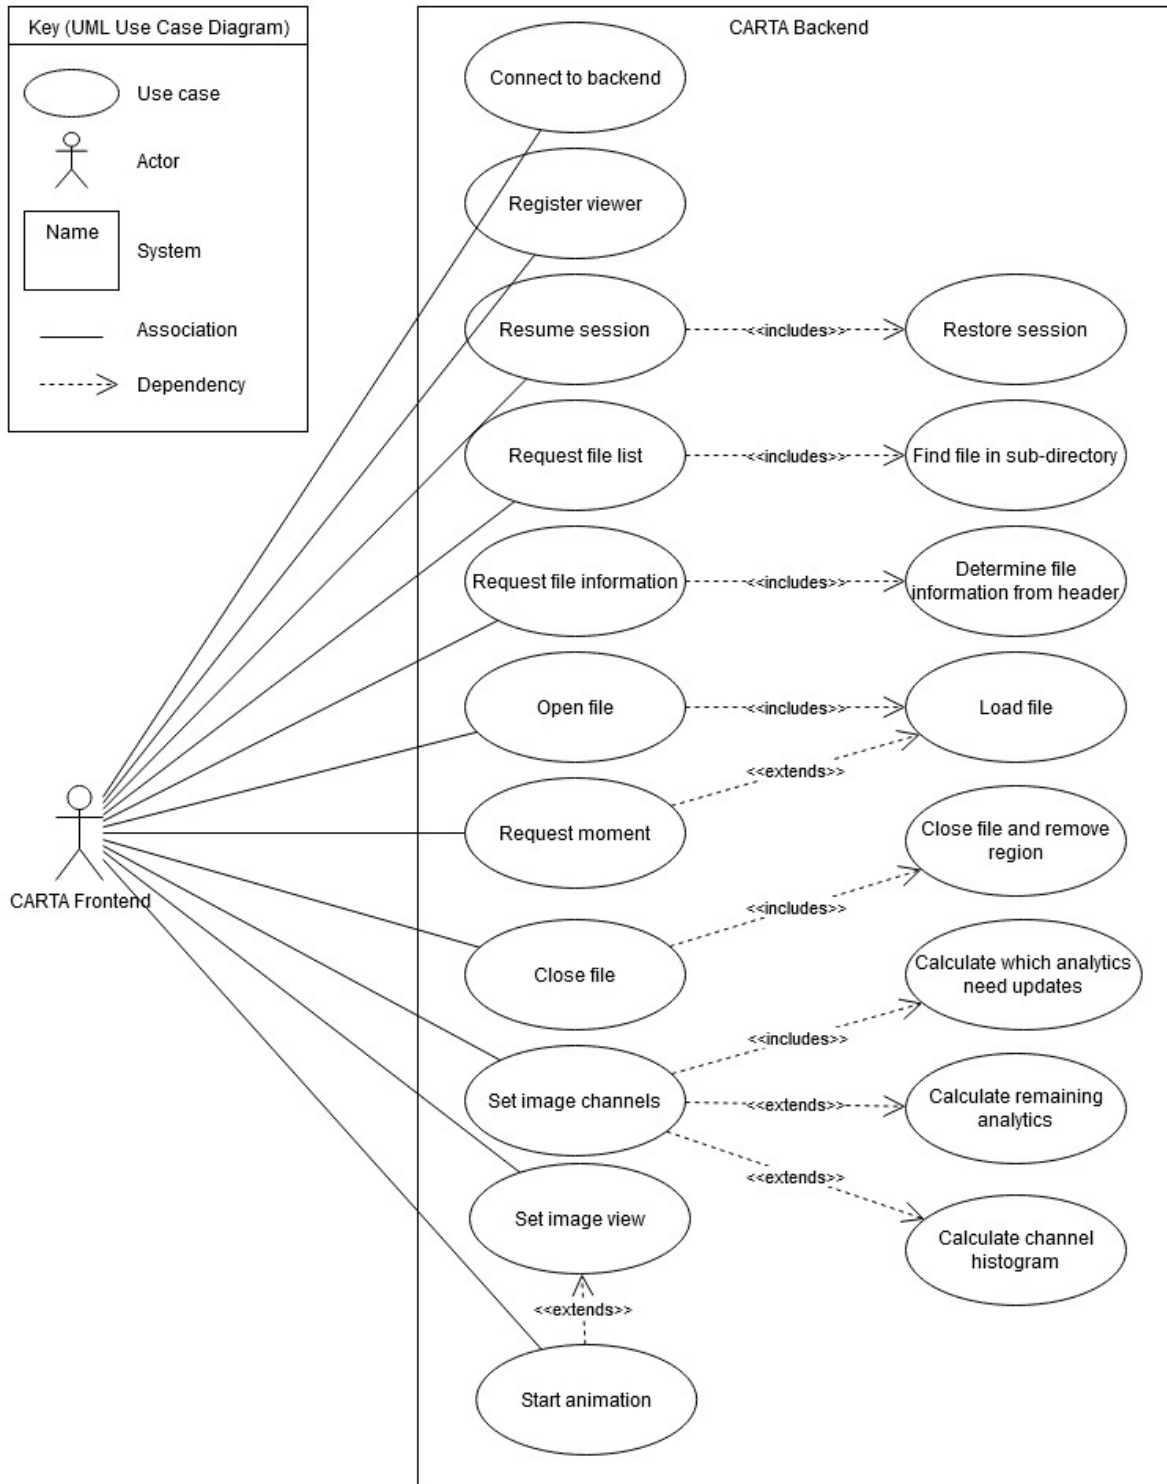 Key (UML Use Case Diagram)
Use case
Actor
Name
System
Association
Dependency
CARTA Backend
Connect to backend
Register viewer
Resume session
<<includes>>
Restore session
Request file list
<<includes>>
Find file in sub-directory
Request file information
<<includes>>
Determine file
information from header
Open file
<<includes>>
Load file
<<extends>>
Request moment
Close file and remove
region
<<includes>>
CARTA Frontend
Close file
Calculate which analytics
need updates
<<includes>>
Set image channels
<<extends>>
Calculate remaining
analytics
<<extends>>
Set image view
Calculate channel
histogram
<<extends>>
Start animation